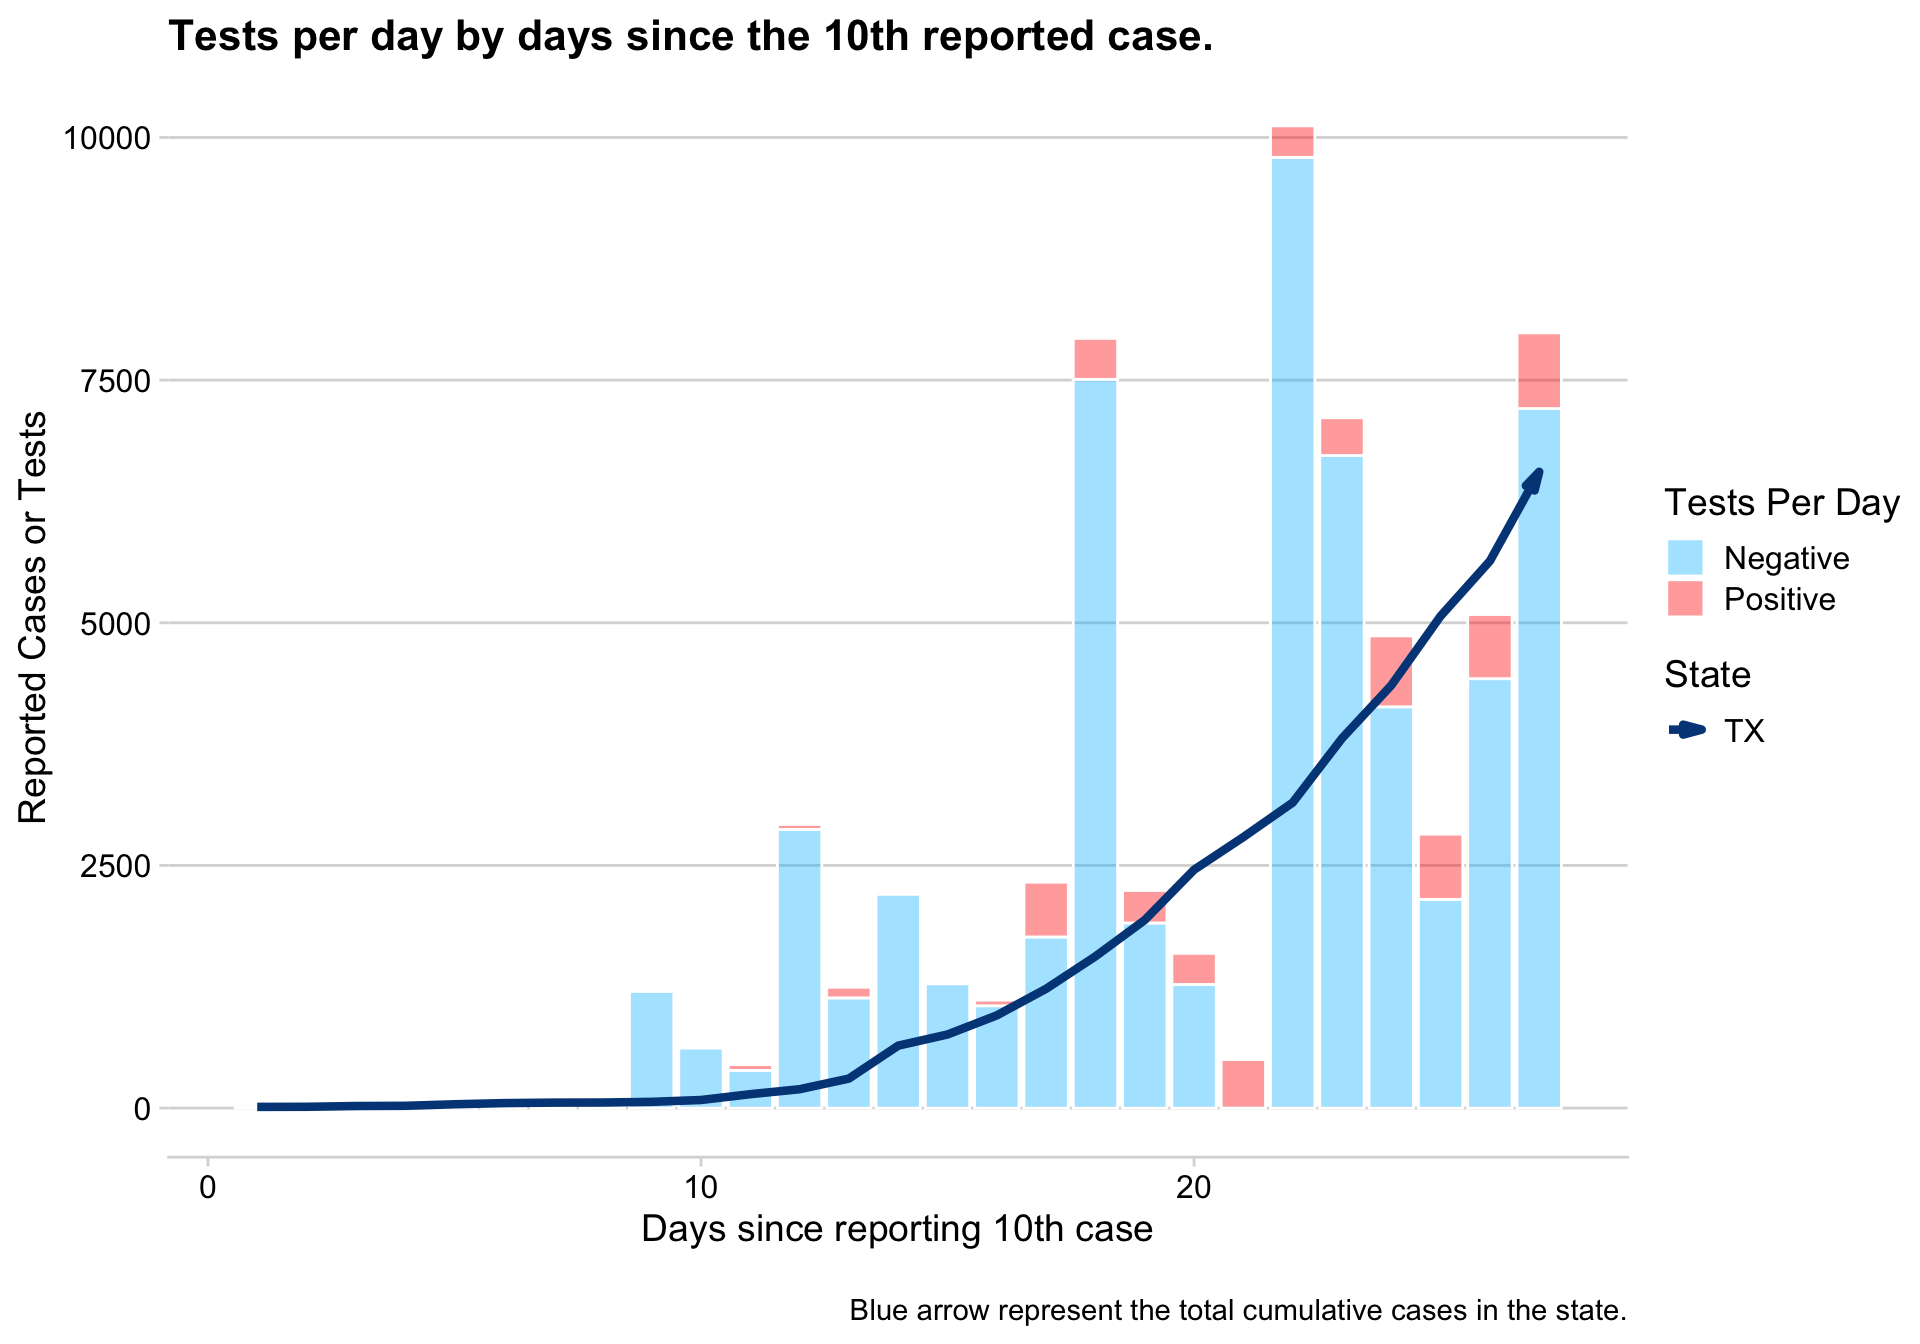 Tests per day by days since the 10th reported case.
10000
7500
5000
2500
0
Reported Cases or Tests
0 10 20
Days since reporting 10th case
Tests Per Day
Negative
Positive
State
TX
Blue arrow represent the total cumulative cases in the state.